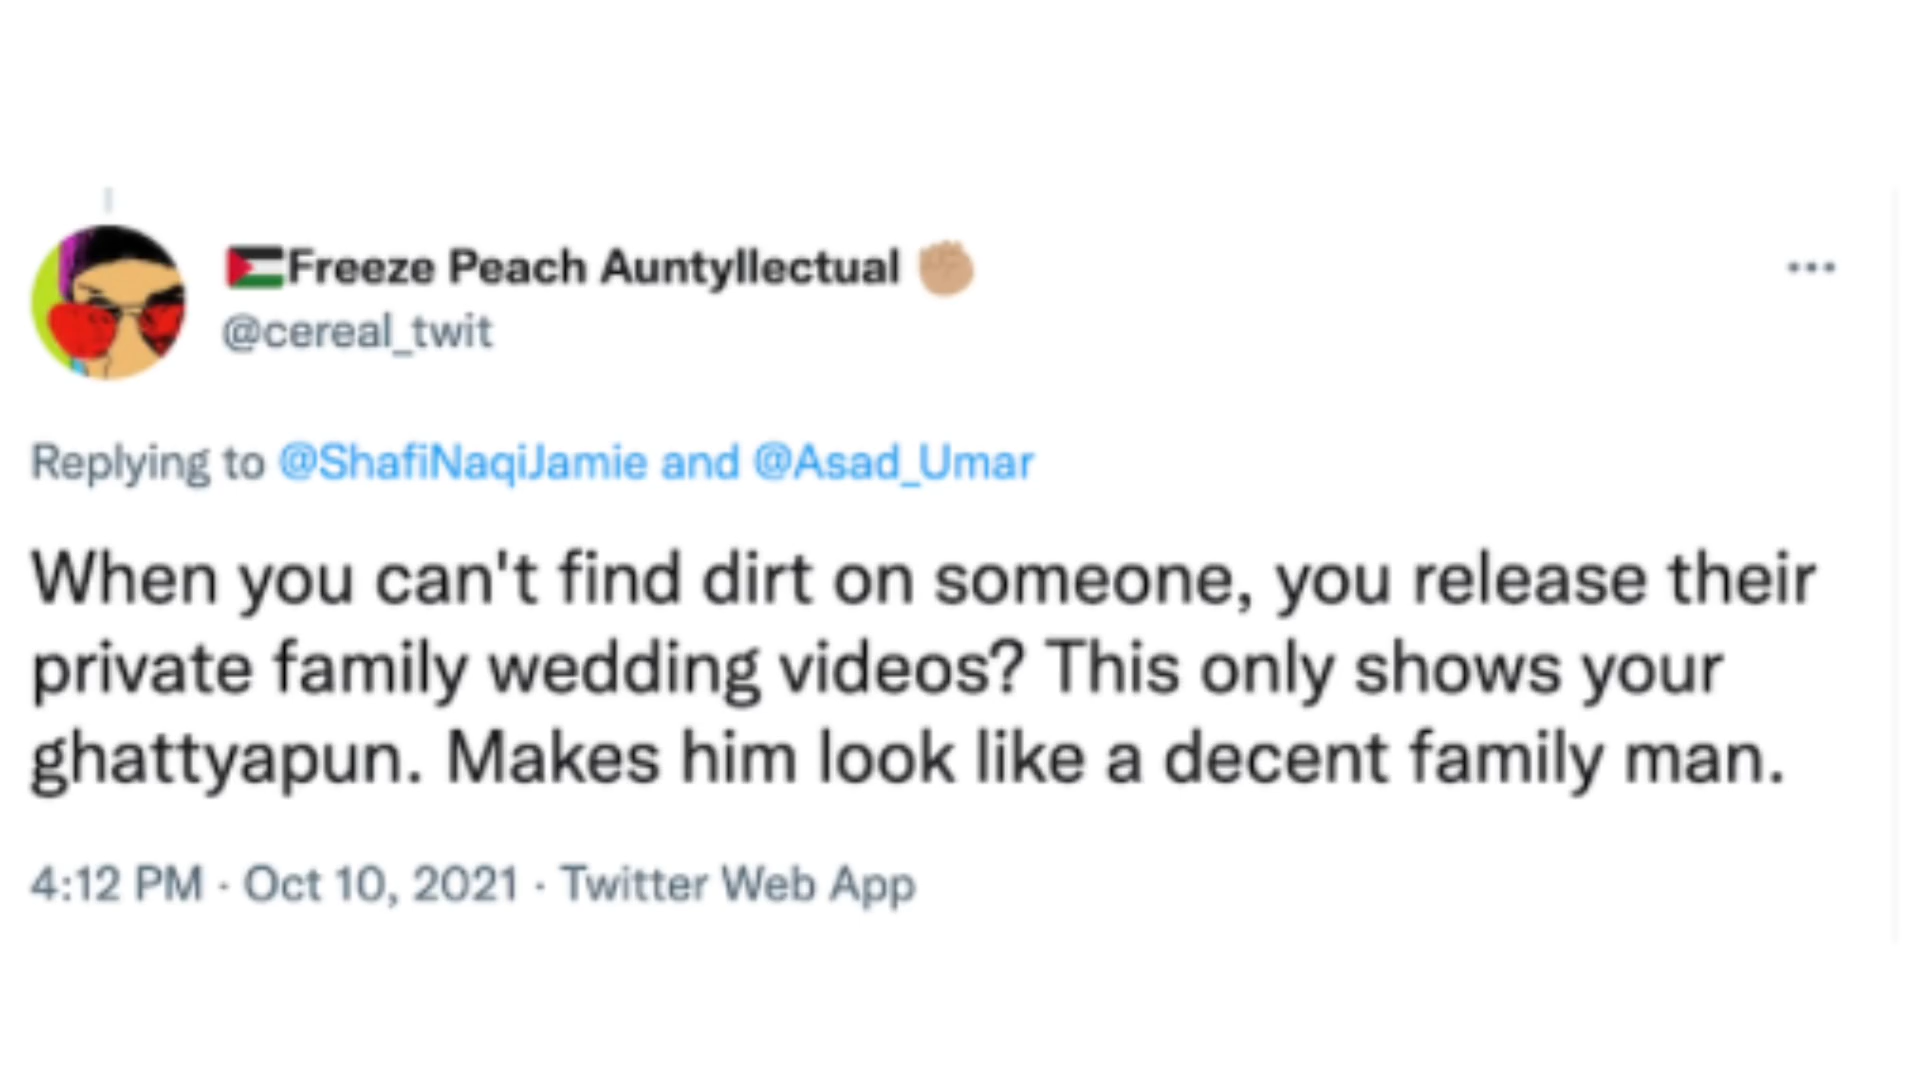 🇵🇸Freeze Peach Auntyllectual ✊🏽
@cereal_twit
Replying to @ShafiNaqiJamie and @Asad_Umar
When you can't find dirt on someone, you release their
private family wedding videos? This only shows your
ghattyapun. Makes him look like a decent family man.
4:12 PM · Oct 10, 2021 · Twitter Web App